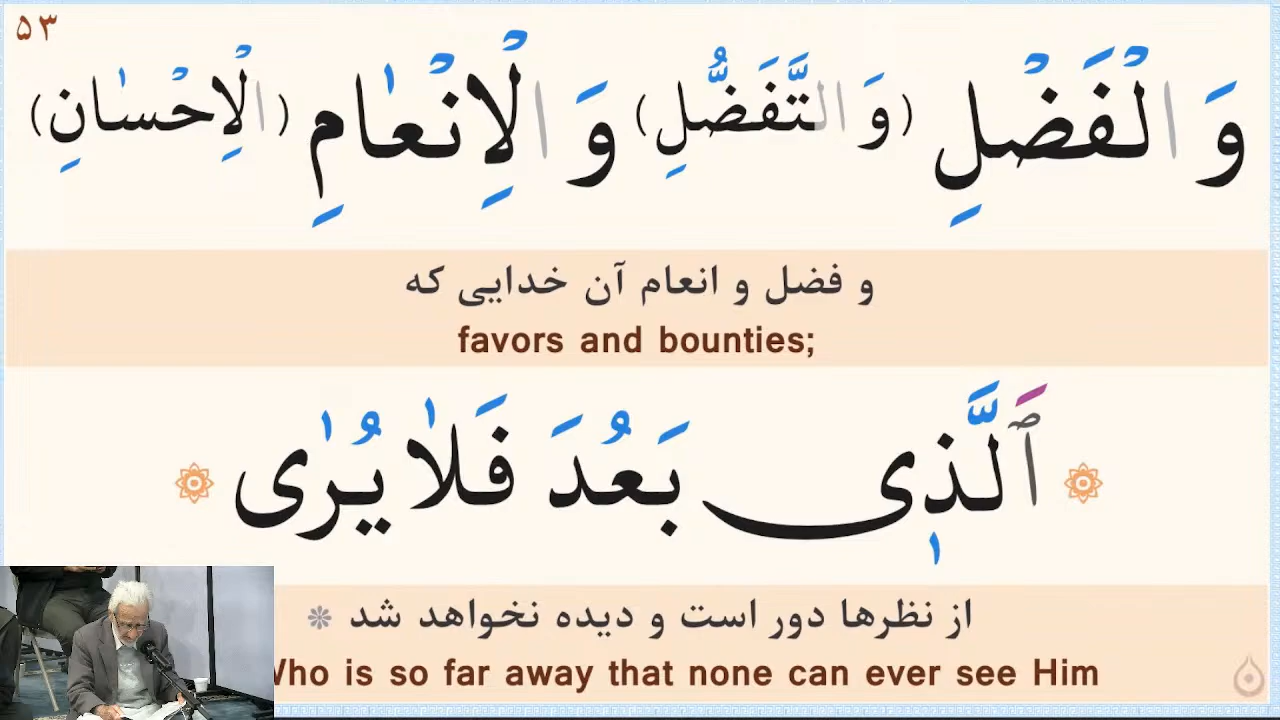 ۵۳
وَ الْفَضْلِ (وَ التَّفَضُّلِ) وَ الْاِنْعامِ (الْاِحْسانِ)
و فضل و انعام آن خدایی که
favors and bounties;
اَلَّذی بَعُدَ فَلا یُریٰ
از نظرها دور است و دیده نخواهد شد
Who is so far away that none can ever see Him